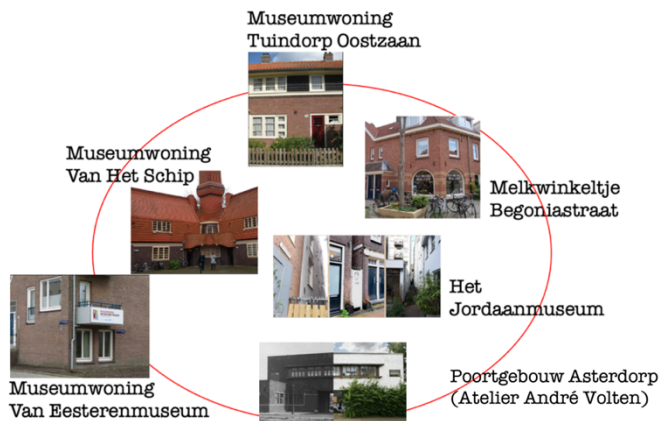 Museumwoning
Tuindorp Oostzaan
Museumwoning
Van Het Schip
Melkwinkeltje
Begoniastraat
Het
Jordaanmuseum
Museumwoning
Van Eesterenmuseum
Poortgebouw Asterdorp
(Atelier André Volten)